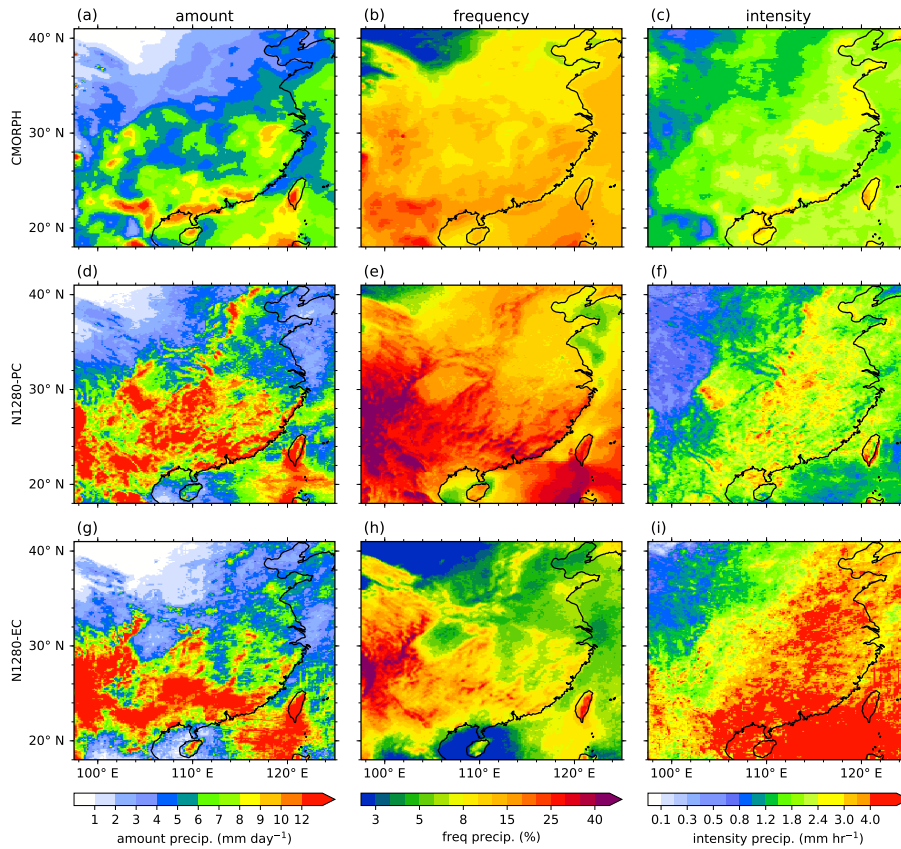 amount frequency intensity
(a) (b) (c)
40° N
30° N
20° N
CMORPH
(d) (e) (f)
40° N
30° N
20° N
N1280-PC
(g) (h) (i)
40° N
30° N
20° N
N1280-EC
100° E 110° E 120° E 100° E 110° E 120° E 100° E 110° E 120° E
1 2 3 4 5 6 7 8 9 10 12 3 5 8 15 25 40 0.1 0.3 0.5 0.8 1.2 1.8 2.4 3.0 4.0
amount precip. (mm day⁻¹) freq precip. (%) intensity precip. (mm hr⁻¹)